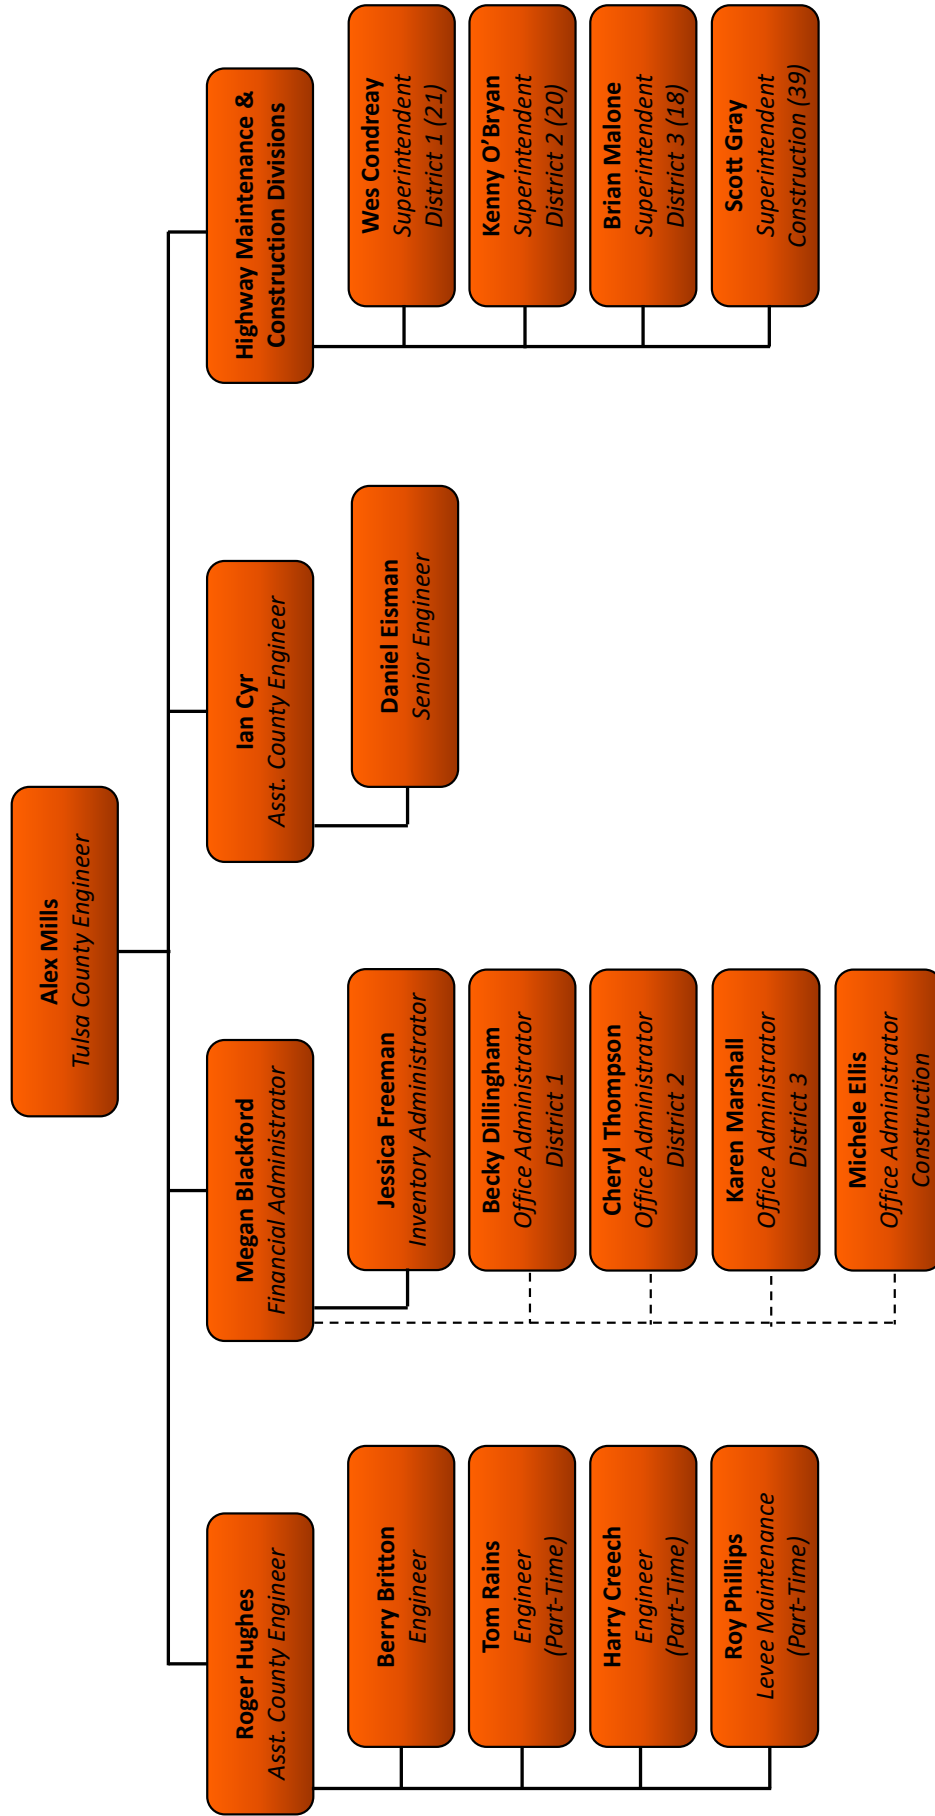 Alex Mills
Tulsa County Engineer
Roger Hughes
Asst. County Engineer
Berry Britton
Engineer
Tom Rains
Engineer
(Part-Time)
Harry Creech
Engineer
(Part-Time)
Roy Phillips
Levee Maintenance
(Part-Time)
Megan Blackford
Financial Administrator
Jessica Freeman
Inventory Administrator
Becky Dillingham
Office Administrator
District 1
Cheryl Thompson
Office Administrator
District 2
Karen Marshall
Office Administrator
District 3
Michele Ellis
Office Administrator
Construction
Ian Cyr
Asst. County Engineer
Daniel Eisman
Senior Engineer
Highway Maintenance &
Construction Divisions
Wes Condreay
Superintendent
District 1 (21)
Kenny O’Bryan
Superintendent
District 2 (20)
Brian Malone
Superintendent
District 3 (18)
Scott Gray
Superintendent
Construction (39)